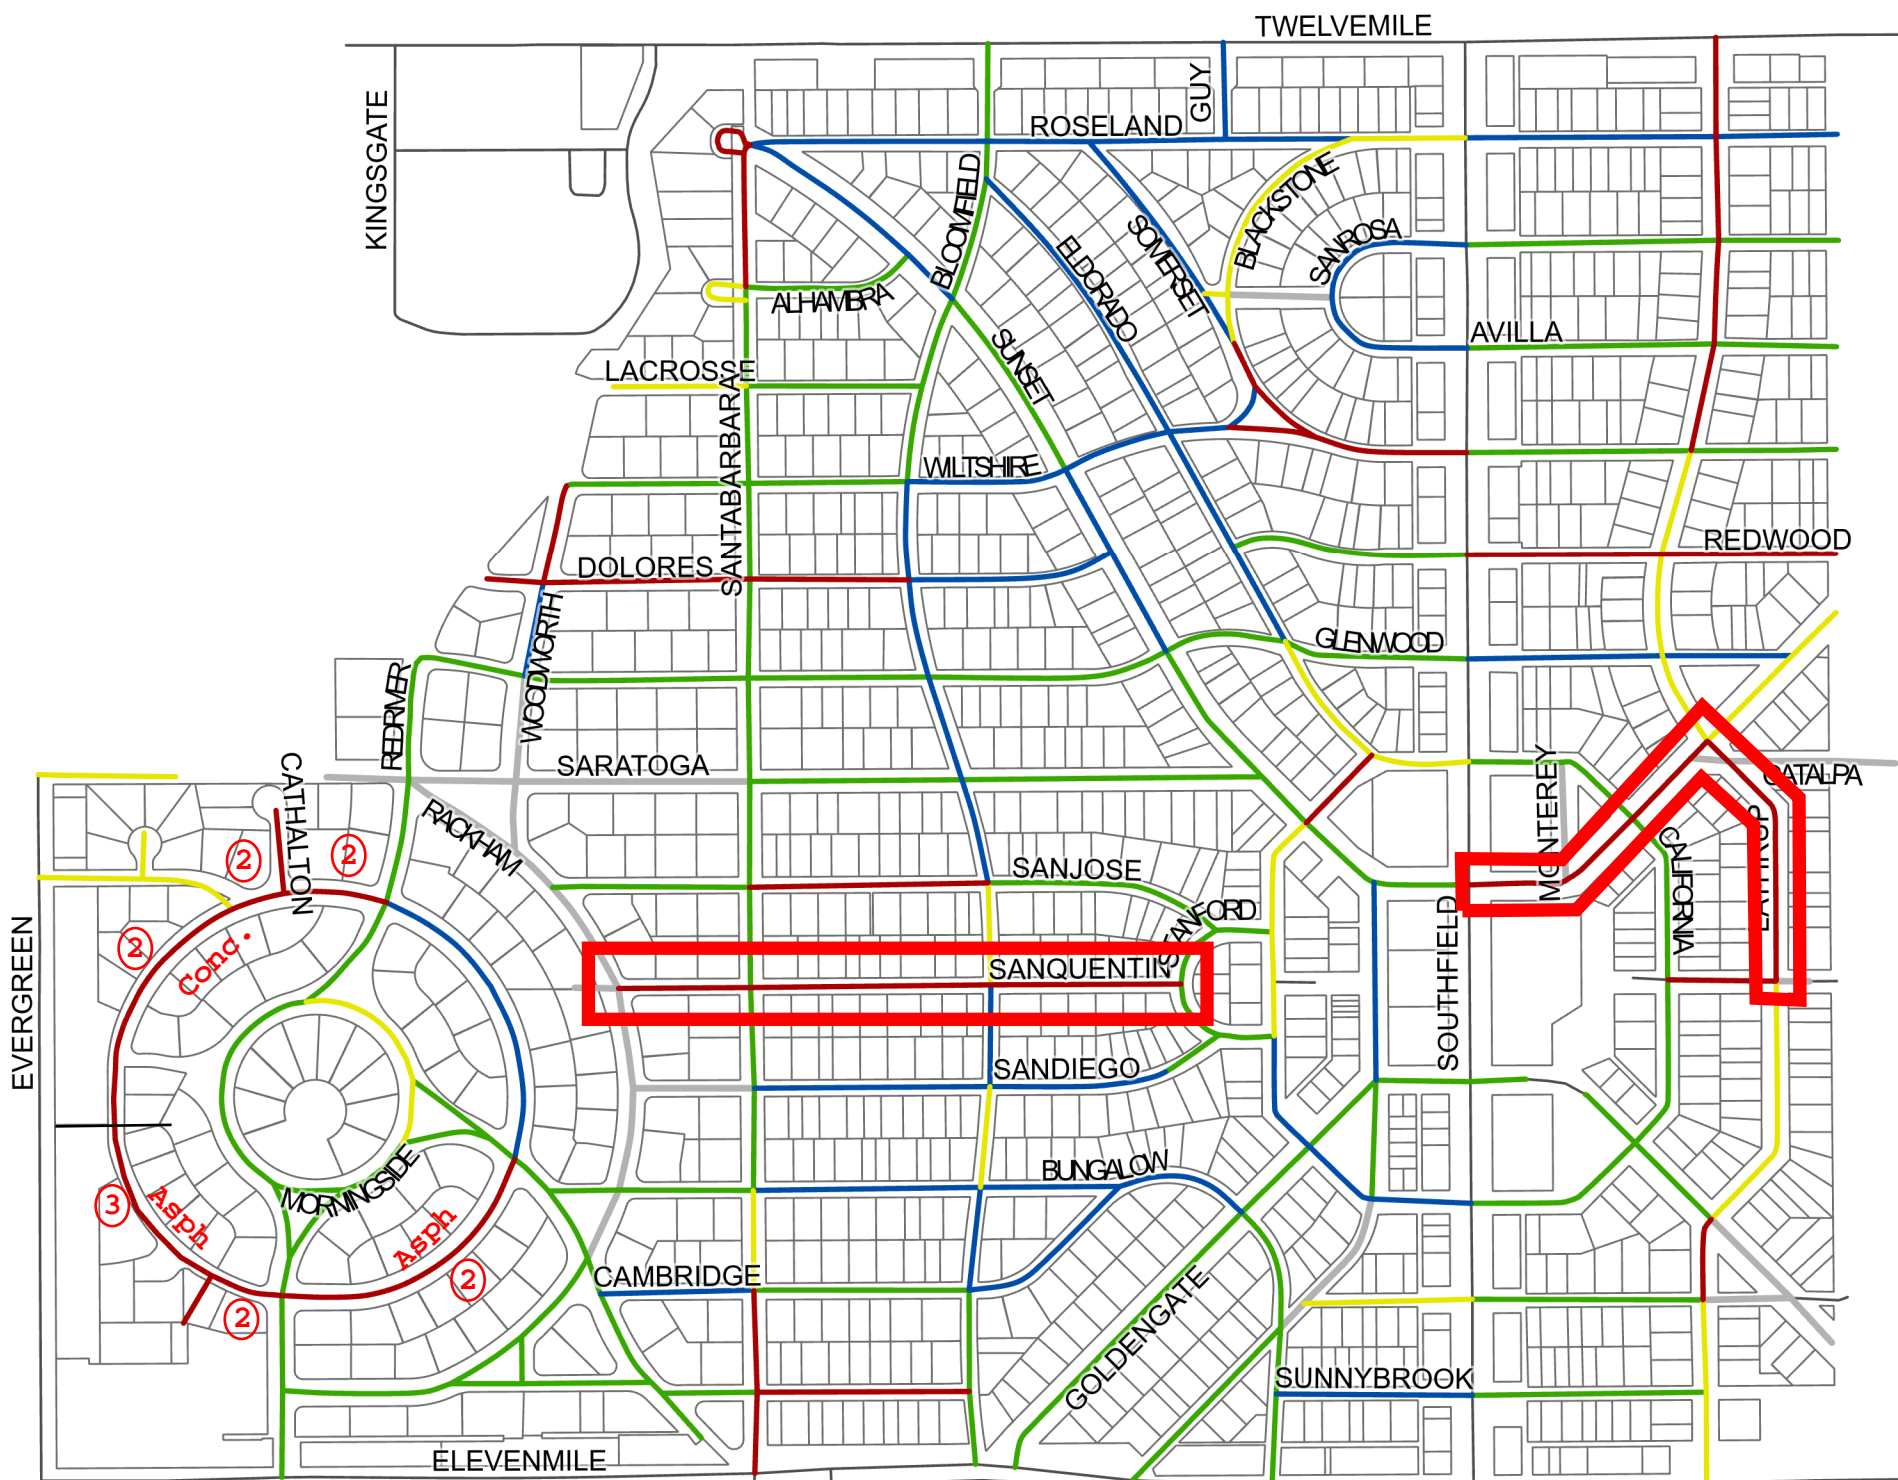 TWELVEMILE
KINGSGATE
GUY
ROSELAND
BLOOMFIELD
BLACKSTONE
SOMERSET
SANROSA
ELDORADO
ALHAMBRA
AVILLA
SUNSET
LACROSSE
SANTABARBARA
WILTSHIRE
REDWOOD
DOLORES
WOODWORTH
GLENWOOD
REDRIVER
SARATOGA
MONTEREY
CATALPA
CATHALTON
RACKHAM
CALIFORNIA
LATHRUP
2
2
SANJOSE
STANFORD
EVERGREEN
2
Conc.
SANQUENTIN
SOUTHFIELD
SANDIEGO
MORNINGSIDE
BUNGALOW
3
Asph
Asph
2
CAMBRIDGE
GOLDENGATE
2
SUNNYBROOK
ELEVENMILE